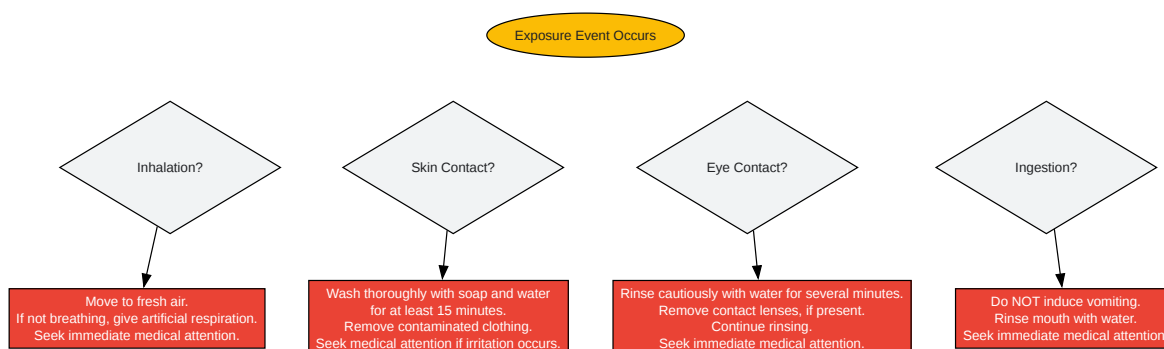 Exposure Event Occurs
Inhalation?
Skin Contact?
Eye Contact?
Ingestion?
Move to fresh air.
If not breathing, give artificial respiration.
Seek immediate medical attention.
Wash thoroughly with soap and water
for at least 15 minutes.
Remove contaminated clothing.
Seek medical attention if irritation occurs.
Rinse cautiously with water for several minutes.
Remove contact lenses, if present.
Continue rinsing.
Seek immediate medical attention.
Do NOT induce vomiting.
Rinse mouth with water.
Seek immediate medical attention